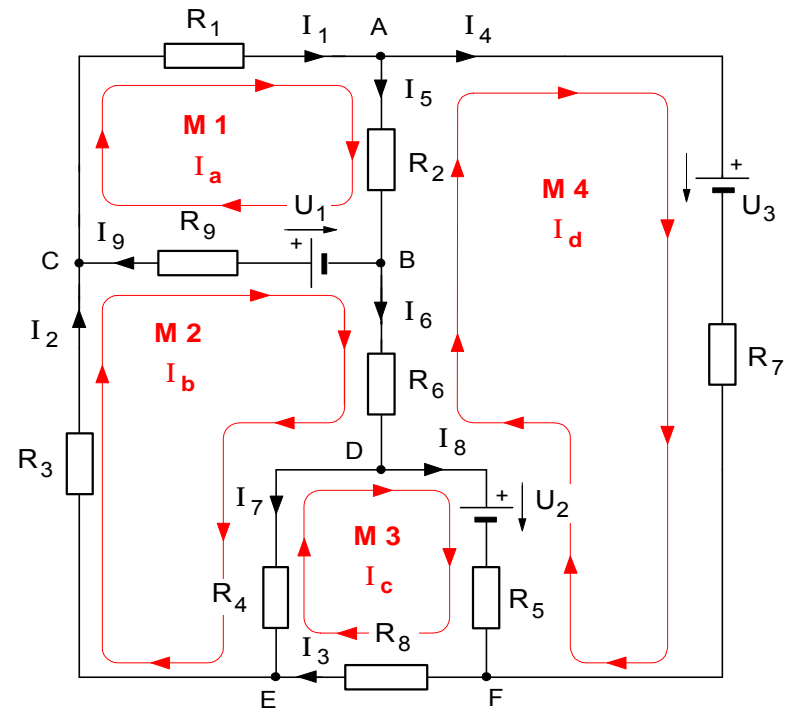 R1
I1
A
I4
I5
M 1
Ia
R2
M 4
Id
+
U3
U1
+
R9
I9
C
B
I2
M 2
Ib
I6
R6
R7
R3
D
I8
I7
+
U2
M 3
Ic
R4
R5
I3
R8
E
F